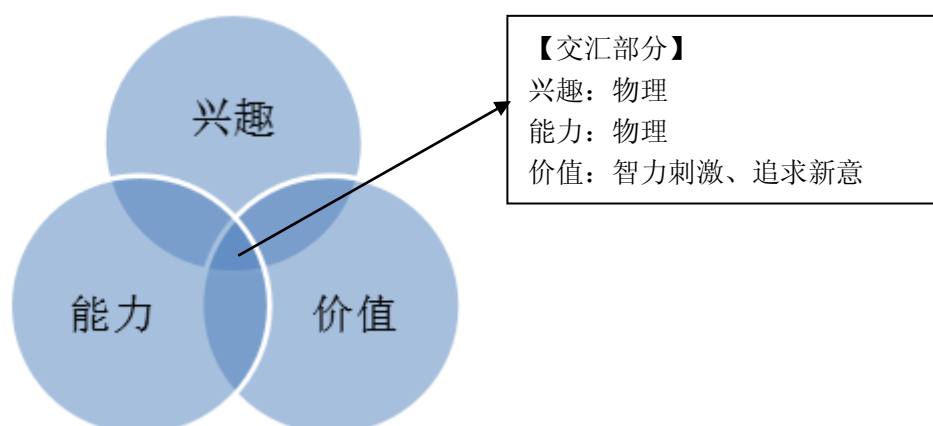 兴趣
能力
价值
【交汇部分】
兴趣：物理
能力：物理
价值：智力刺激、追求新意